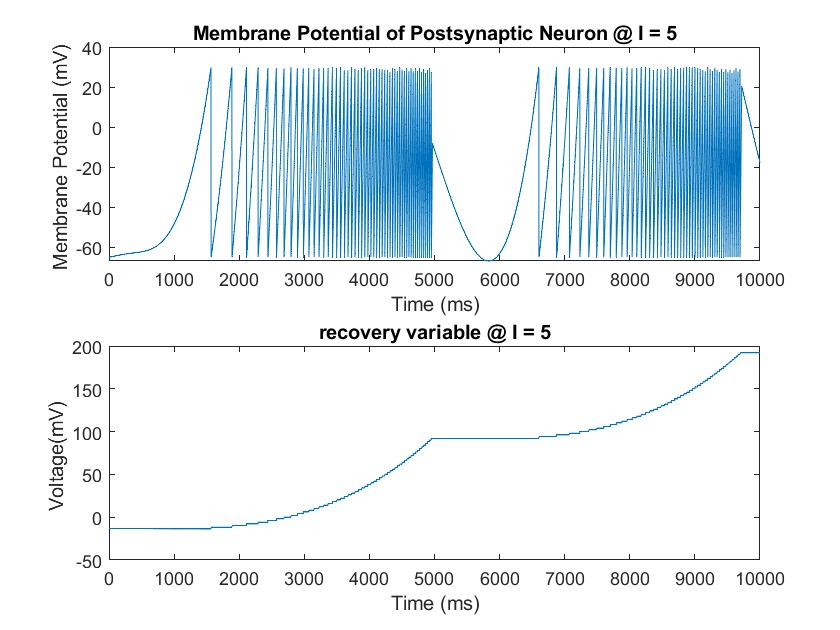 Membrane Potential of Postsynaptic Neuron @ I = 5
Membrane Potential (mV)
40
20
0
-20
-40
-60
0 1000 2000 3000 4000 5000 6000 7000 8000 9000 10000
Time (ms)
recovery variable @ I = 5
Voltage(mV)
200
150
100
50
0
-50
0 1000 2000 3000 4000 5000 6000 7000 8000 9000 10000
Time (ms)